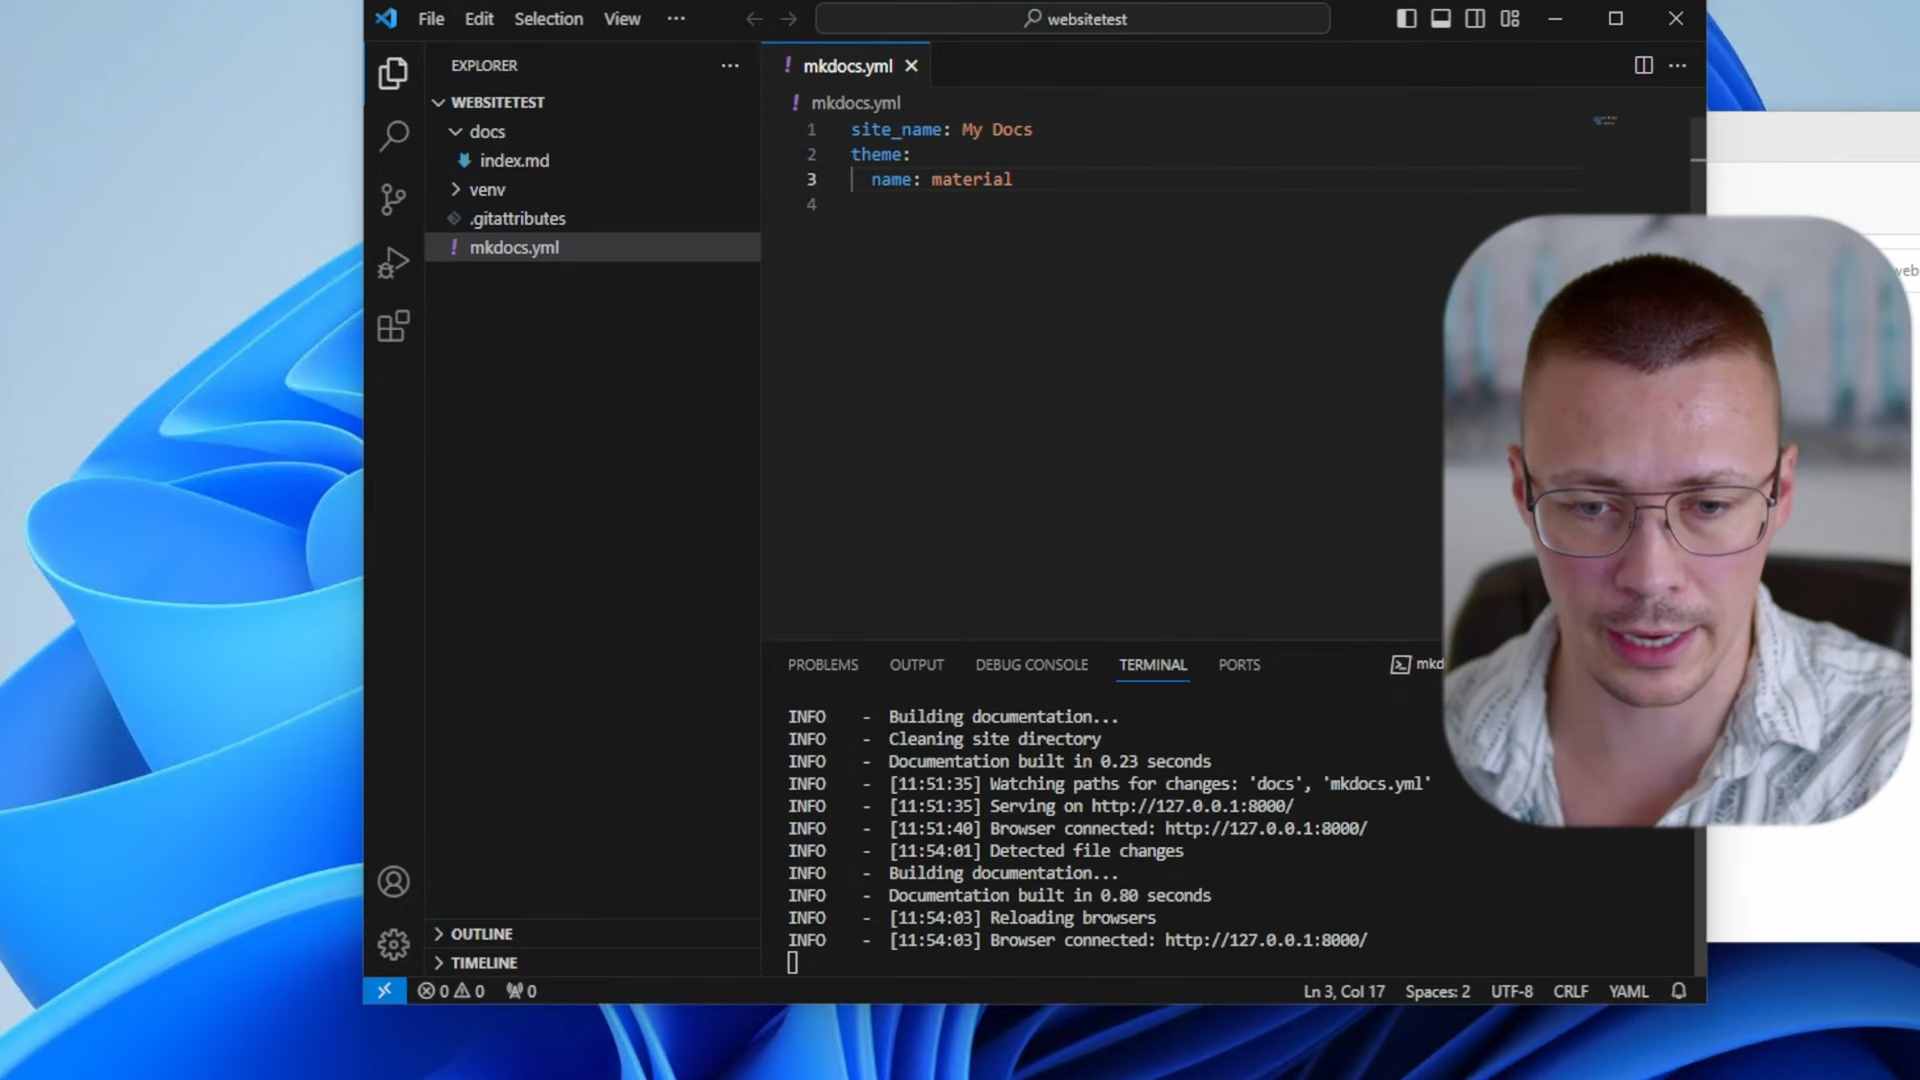 File Edit Selection View ··· websitetest
EXPLORER ···
WEBSITETEST
docs
index.md
venv
.gitattributes
! mkdocs.yml
OUTLINE
TIMELINE
! mkdocs.yml
! mkdocs.yml
1 site_name: My Docs
2 theme:
3 name: material
4
PROBLEMS OUTPUT DEBUG CONSOLE TERMINAL PORTS mkd
INFO - Building documentation...
INFO - Cleaning site directory
INFO - Documentation built in 0.23 seconds
INFO - [11:51:35] Watching paths for changes: 'docs', 'mkdocs.yml'
INFO - [11:51:35] Serving on http://127.0.0.1:8000/
INFO - [11:51:40] Browser connected: http://127.0.0.1:8000/
INFO - [11:54:01] Detected file changes
INFO - Building documentation...
INFO - Documentation built in 0.80 seconds
INFO - [11:54:03] Reloading browsers
INFO - [11:54:03] Browser connected: http://127.0.0.1:8000/
0 0 0 Ln 3, Col 17 Spaces: 2 UTF-8 CRLF YAML